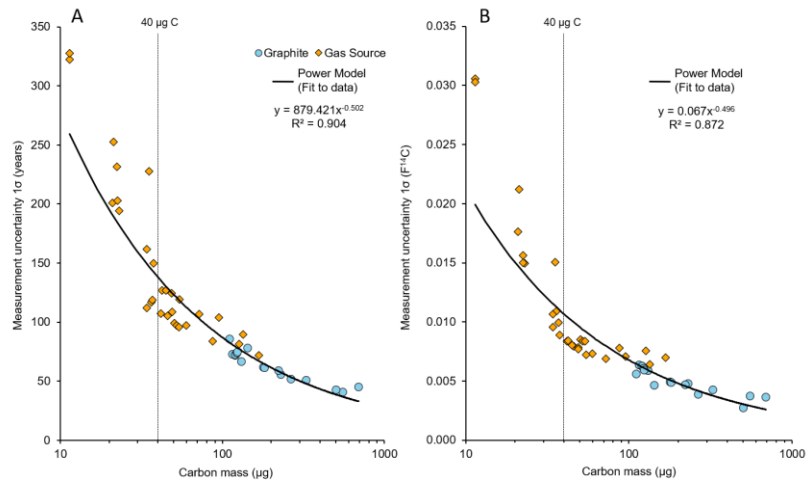 A
40 µg C
350
300
250
200
150
100
50
0
Measurement uncertainty 1σ (years)
Graphite
Gas Source
Power Model
(Fit to data)
y = 879.421x⁻⁰·⁵⁰²
R² = 0.904
10
100
1000
Carbon mass (µg)
B
40 µg C
0.035
0.030
0.025
0.020
0.015
0.010
0.005
0.000
Measurement uncertainty 1σ (F¹⁴C)
Power Model
(Fit to data)
y = 0.067x⁻⁰·⁴⁹⁶
R² = 0.872
10
100
1000
Carbon mass (µg)